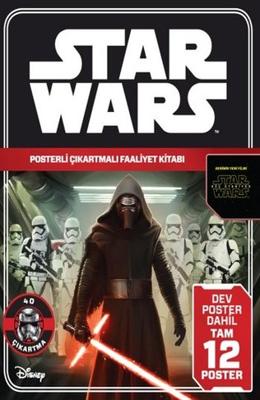 STAR
WARS
TM
POSTERLİ ÇIKARTMALI FAALİYET KİTABI
STAR
WARS
40
ÇIKARTMA
DEV
POSTER
DAHİL
TAM
12
POSTER
Disney